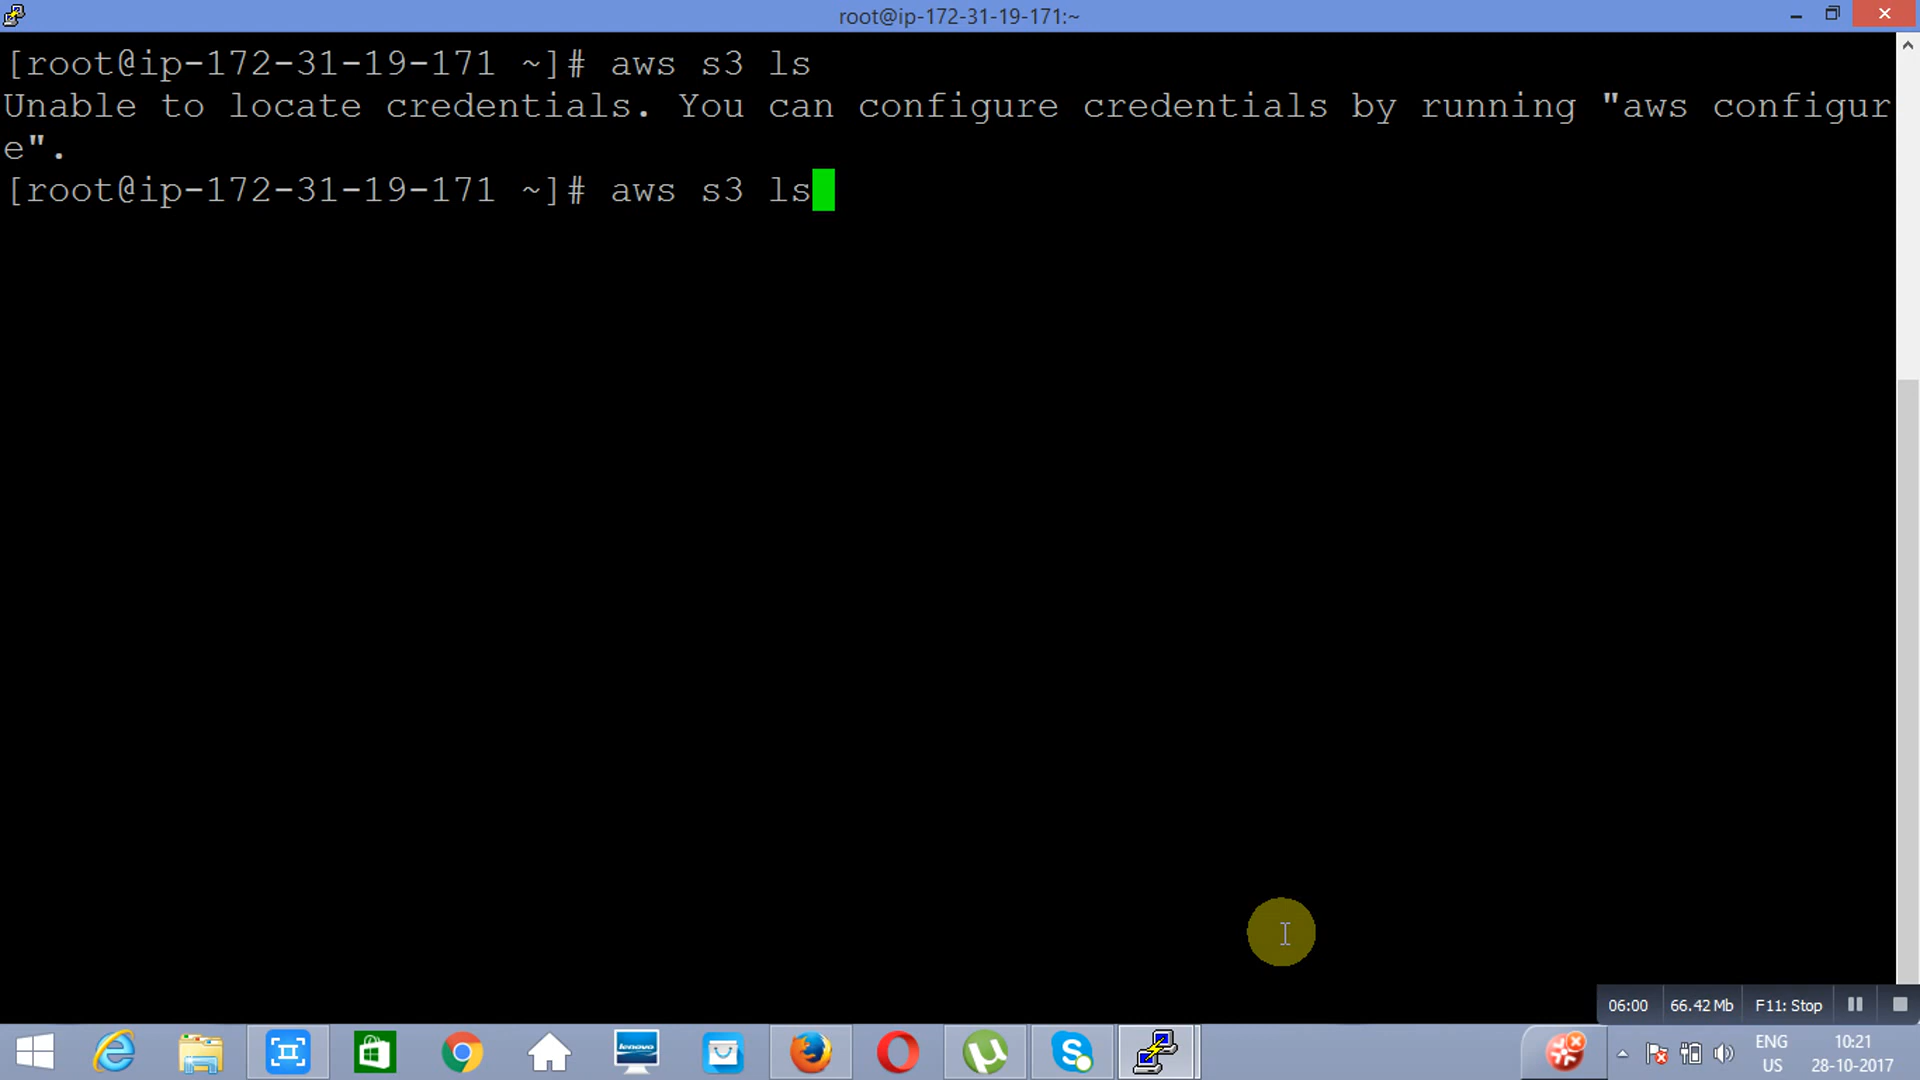 root@ip-172-31-19-171:~
[root@ip-172-31-19-171 ~]# aws s3 ls
Unable to locate credentials. You can configure credentials by running "aws configur
e".
[root@ip-172-31-19-171 ~]# aws s3 ls
06:00 66.42 Mb F11: Stop
lenovo
ENG 10:21
US 28-10-2017